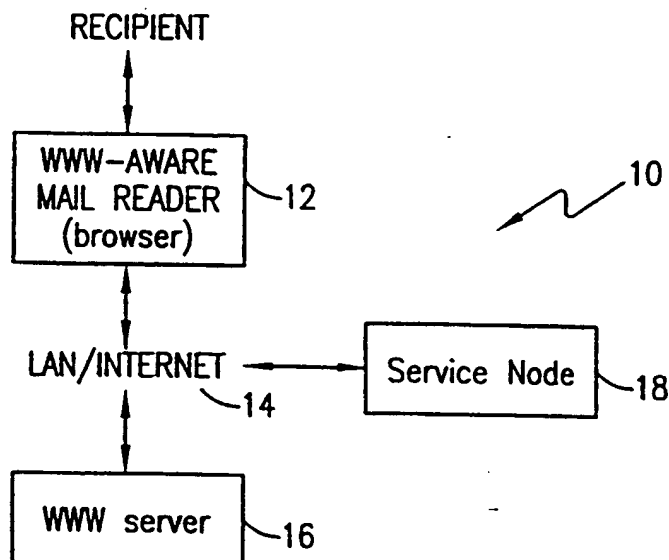 RECIPIENT
WWW-AWARE
MAIL READER
(browser)
12
10
LAN/INTERNET
14
Service Node
18
WWW server
16